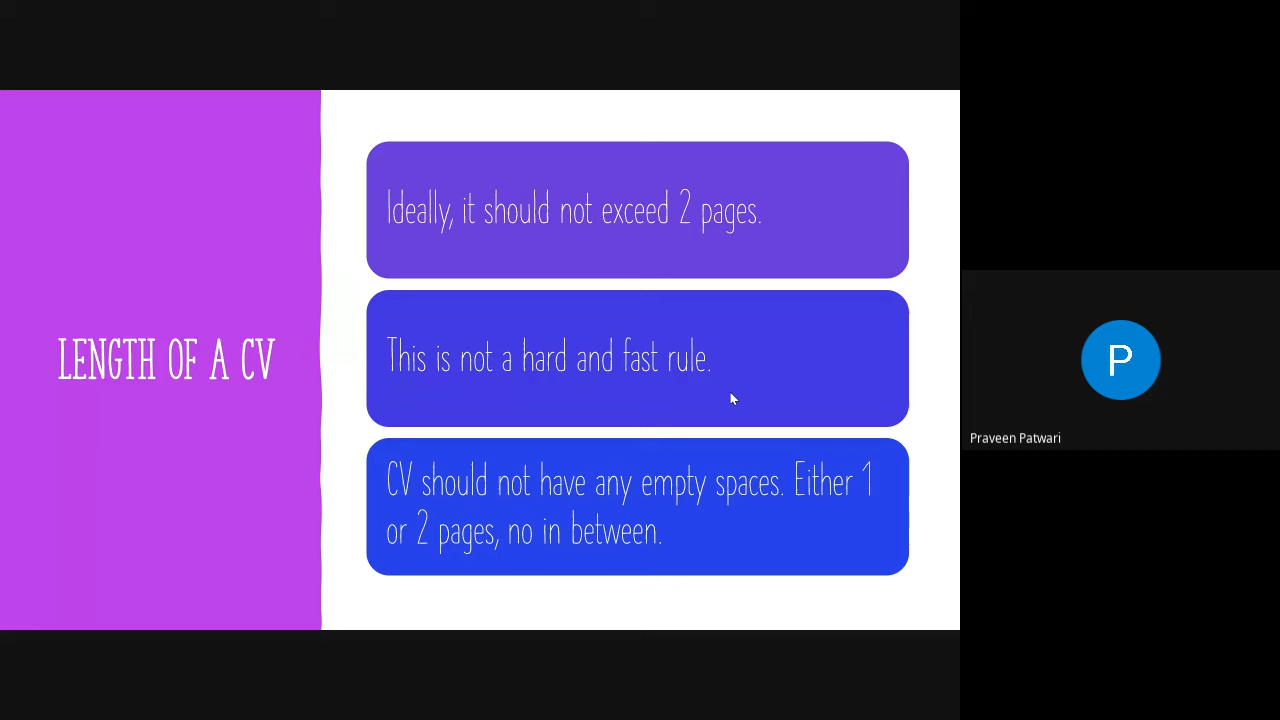 LENGTH OF A CV
Ideally, it should not exceed 2 pages.
This is not a hard and fast rule.
CV should not have any empty spaces. Either 1
or 2 pages, no in between.
P
Praveen Patwari